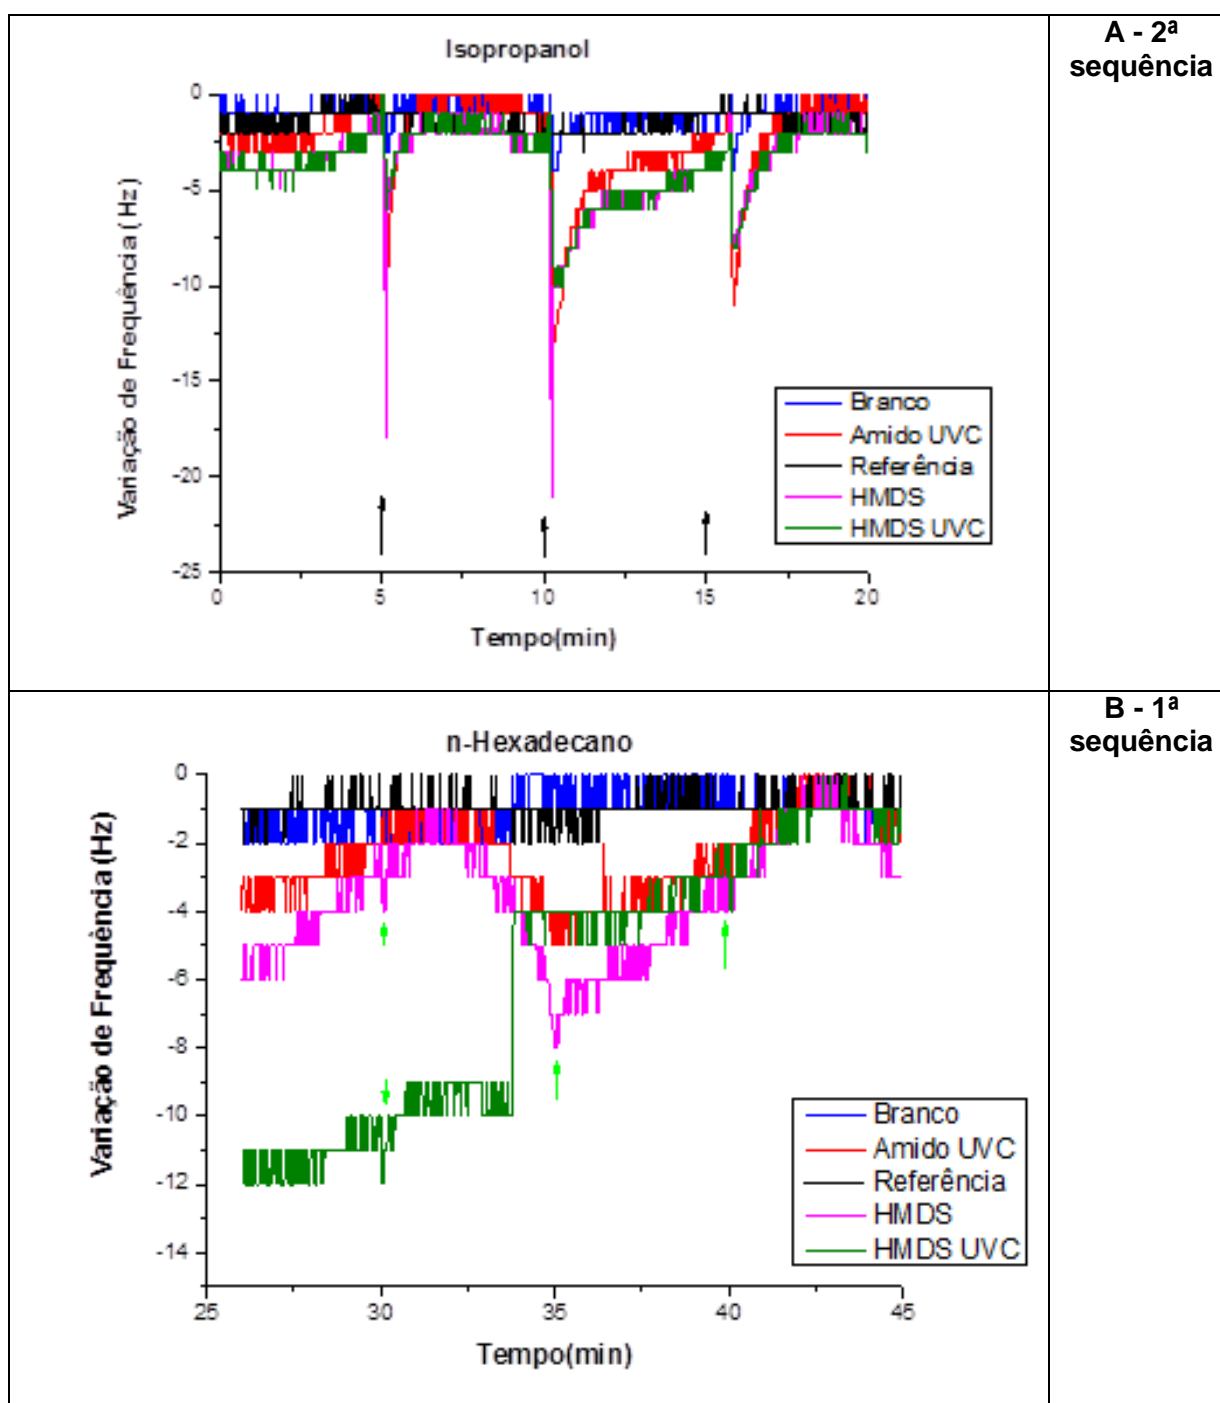 Isopropanol
A - 2ª
sequência
Variação de Frequência ( Hz )
0
-5
-10
-15
-20
-25
Branco
Amido UVC
Referência
HMDS
HMDS UVC
0 5 10 15 20
Tempo(min)
n-Hexadecano
B - 1ª
sequência
Variação de Frequência (Hz)
0
-2
-4
-6
-8
-10
-12
-14
Branco
Amido UVC
Referência
HMDS
HMDS UVC
25 30 35 40 45
Tempo(min)